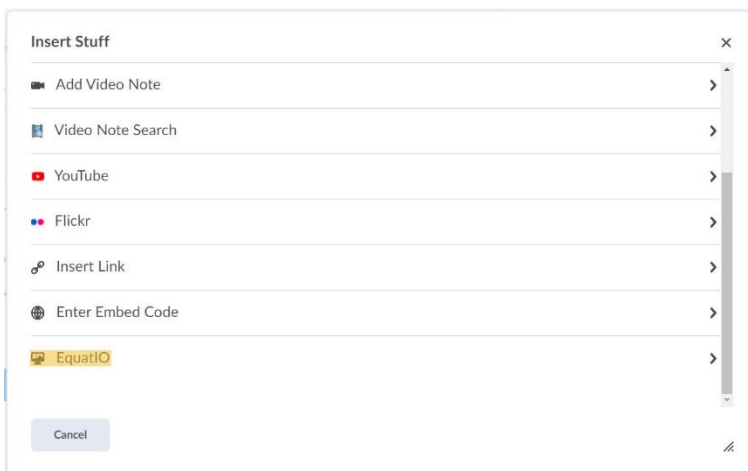 Insert Stuff
Add Video Note
Video Note Search
YouTube
Flickr
Insert Link
Enter Embed Code
EquatIO
Cancel